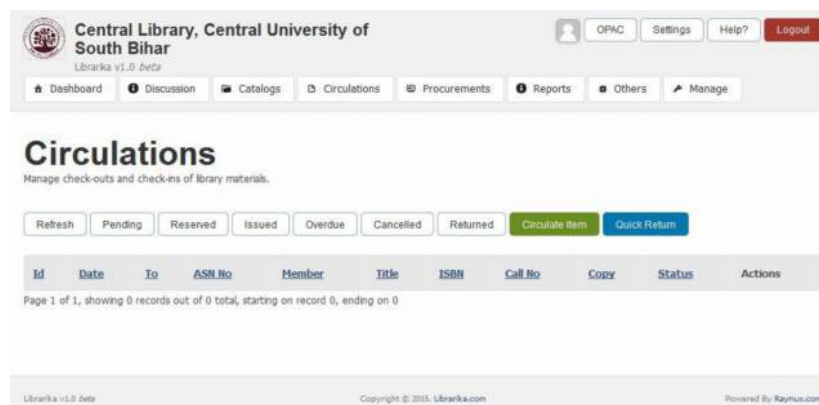 Central Library, Central University of
South Bihar
Librarika v1.0 beta
OPAC Settings Help? Logout
Dashboard Discussion Catalogs Circulations Procurements Reports Others Manage
Circulations
Manage check-outs and check-ins of library materials.
Refresh Pending Reserved Issued Overdue Cancelled Returned Circulate Item Quick Return
Id Date To ASN No Member Title ISBN Call No Copy Status Actions
Page 1 of 1, showing 0 records out of 0 total, starting on record 0, ending on 0
Librarika v1.0 beta Copyright @ 2015, Librarika.com Powered By Raynux.com